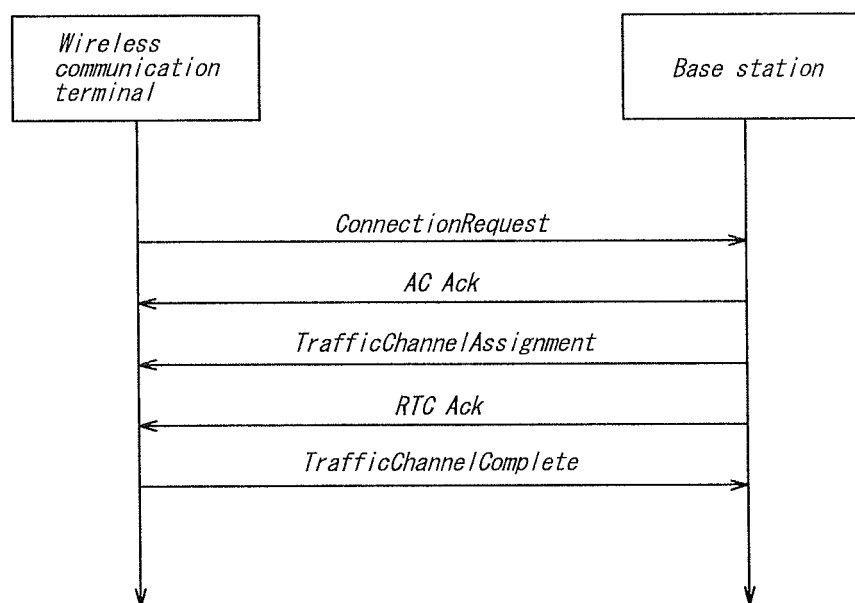 Wireless
communication
terminal
Base station
ConnectionRequest
AC Ack
TrafficChannelAssignment
RTC Ack
TrafficChannelComplete